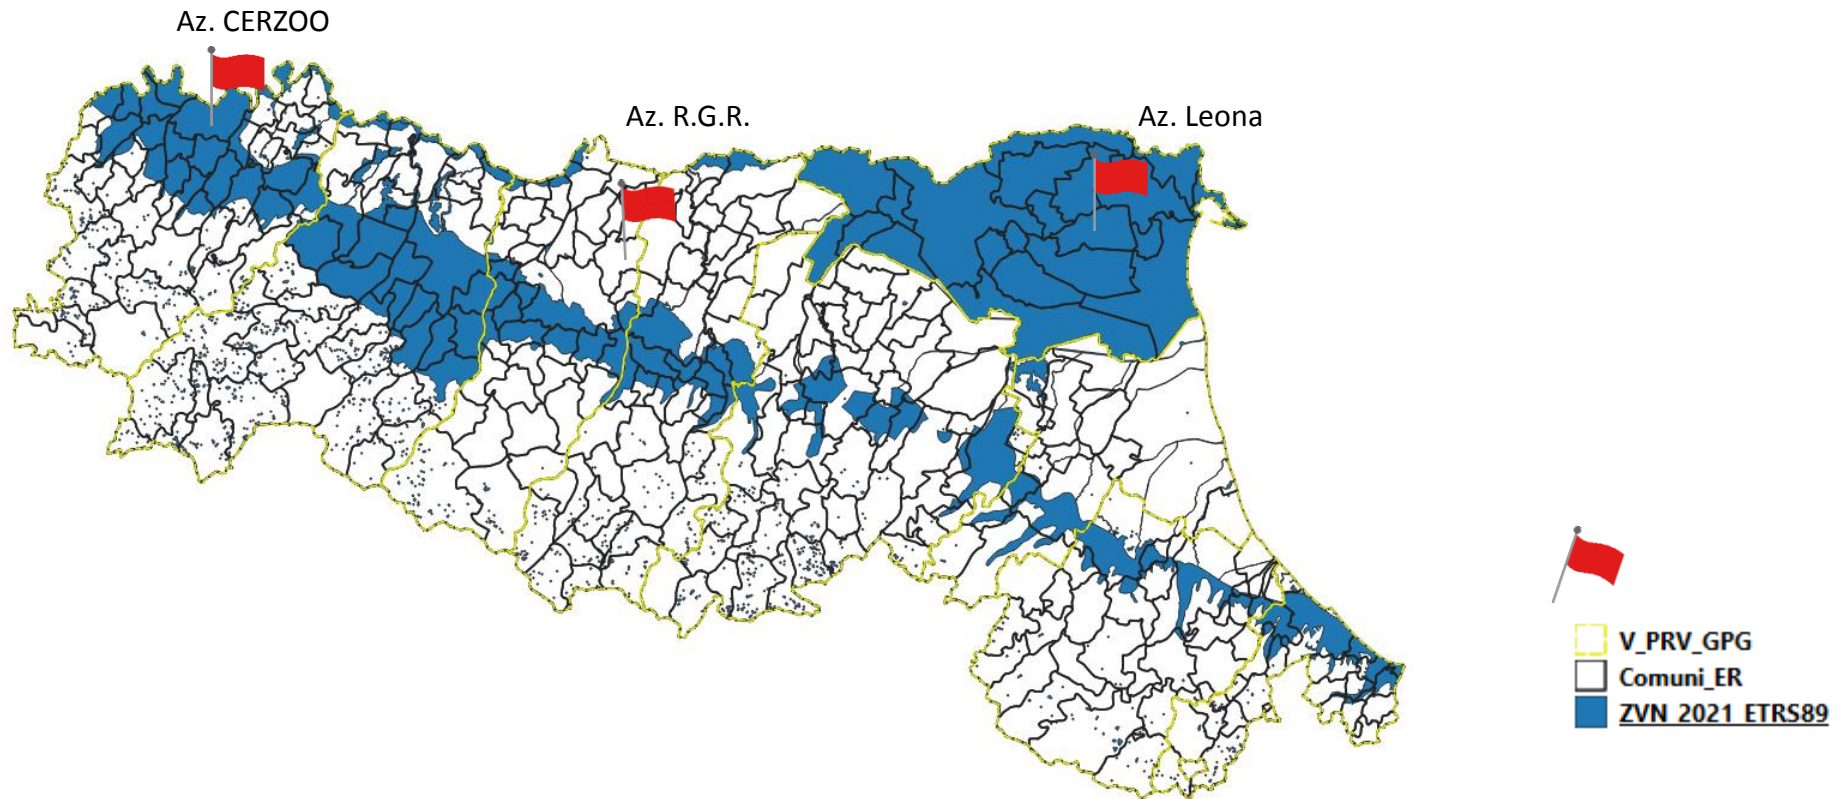 Az. CERZOO
Az. R.G.R.
Az. Leona
V_PRV_GPG
Comuni_ER
ZVN_2021_ETRS89